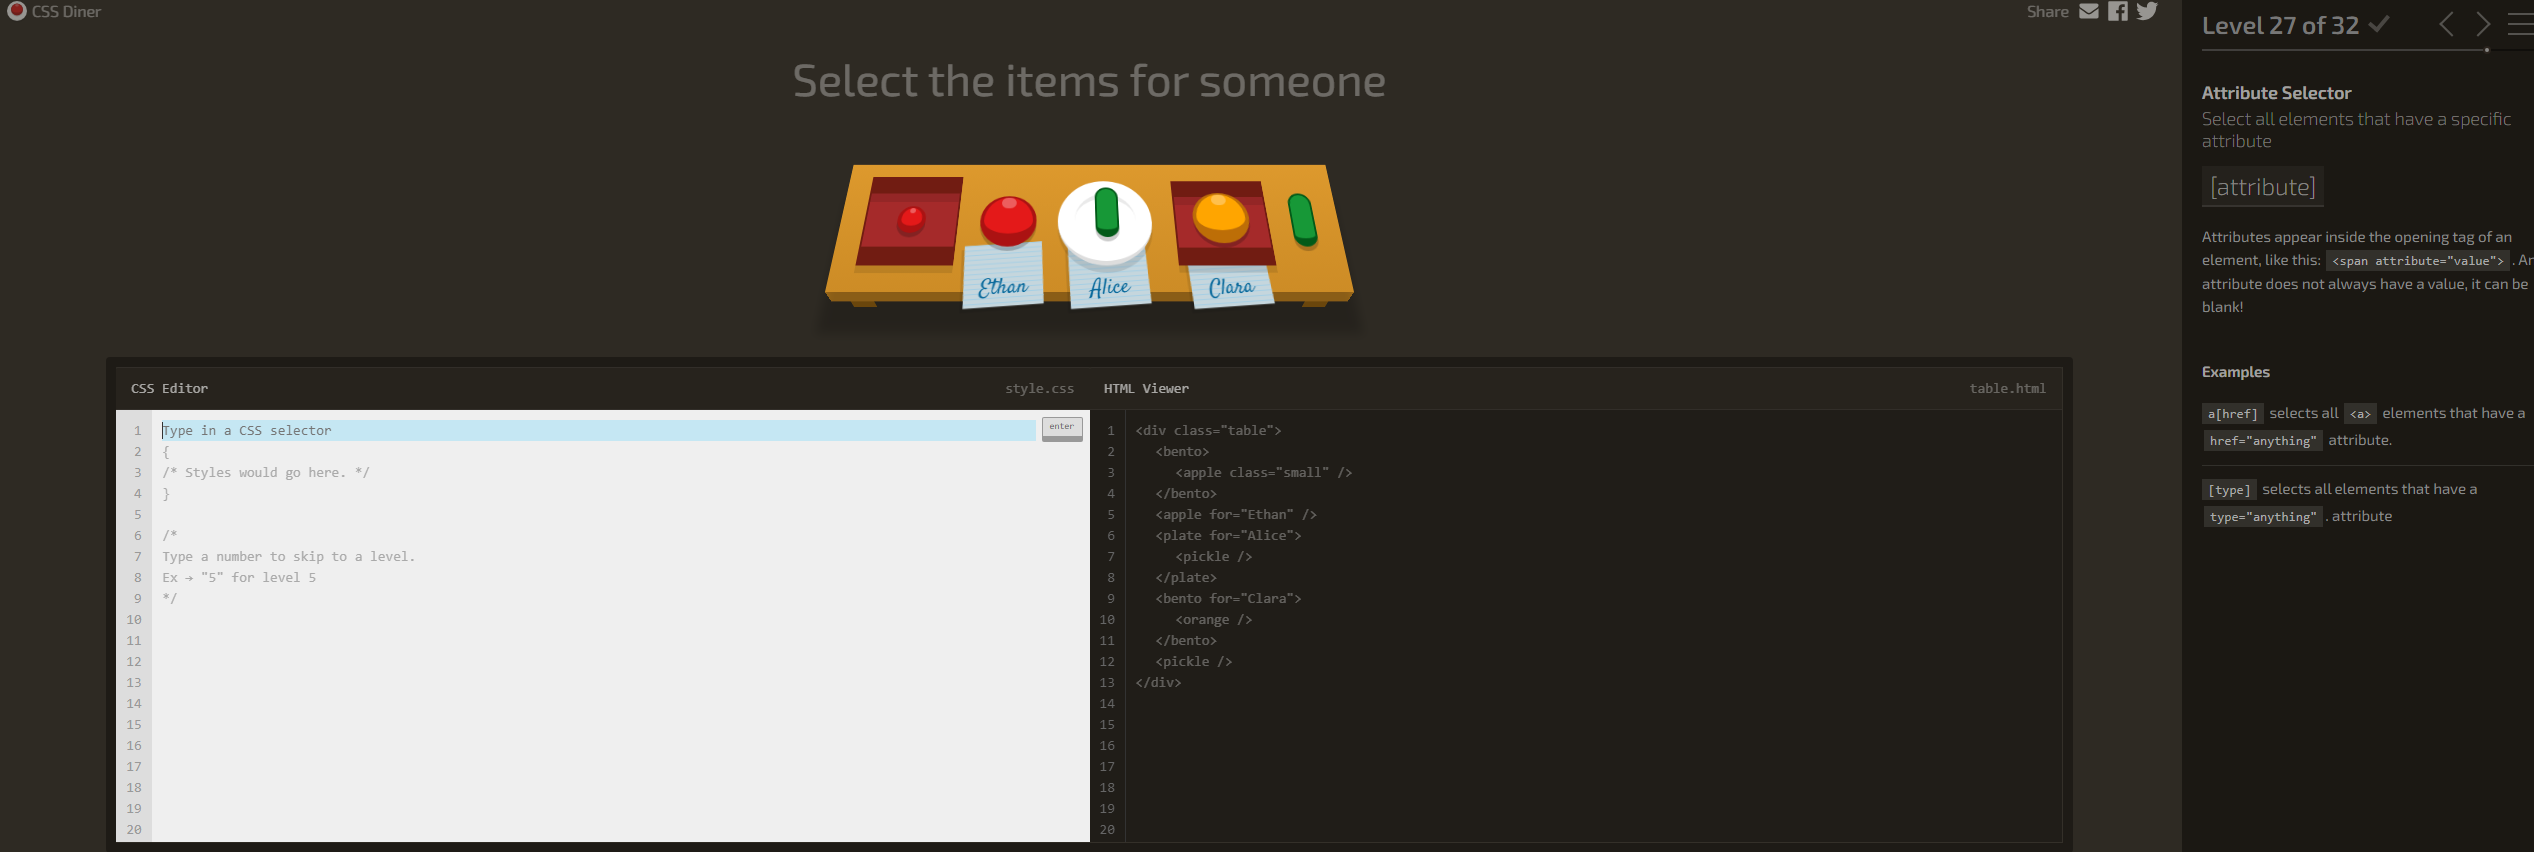 CSS Diner
Share
Select the items for someone
Ethan
Alice
Clara
CSS Editor
style.css
1 Type in a CSS selector
enter
2 {
3 /* Styles would go here. */
4 }
5
6 /*
7 Type a number to skip to a level.
8 Ex → "5" for level 5
9 */
10
11
12
13
14
15
16
17
18
19
20
HTML Viewer
table.html
1 <div class="table">
2 <bento>
3 <apple class="small" />
4 </bento>
5 <apple for="Ethan" />
6 <plate for="Alice">
7 <pickle />
8 </plate>
9 <bento for="Clara">
10 <orange />
11 </bento>
12 <pickle />
13 </div>
14
15
16
17
18
19
20
Level 27 of 32
Attribute Selector
Select all elements that have a specific
attribute
[attribute]
Attributes appear inside the opening tag of an
element, like this: <span attribute="value"> .
attribute does not always have a value, it can be
blank!
Examples
a[href] selects all <a> elements that have a
href="anything" attribute.
[type] selects all elements that have a
type="anything" . attribute